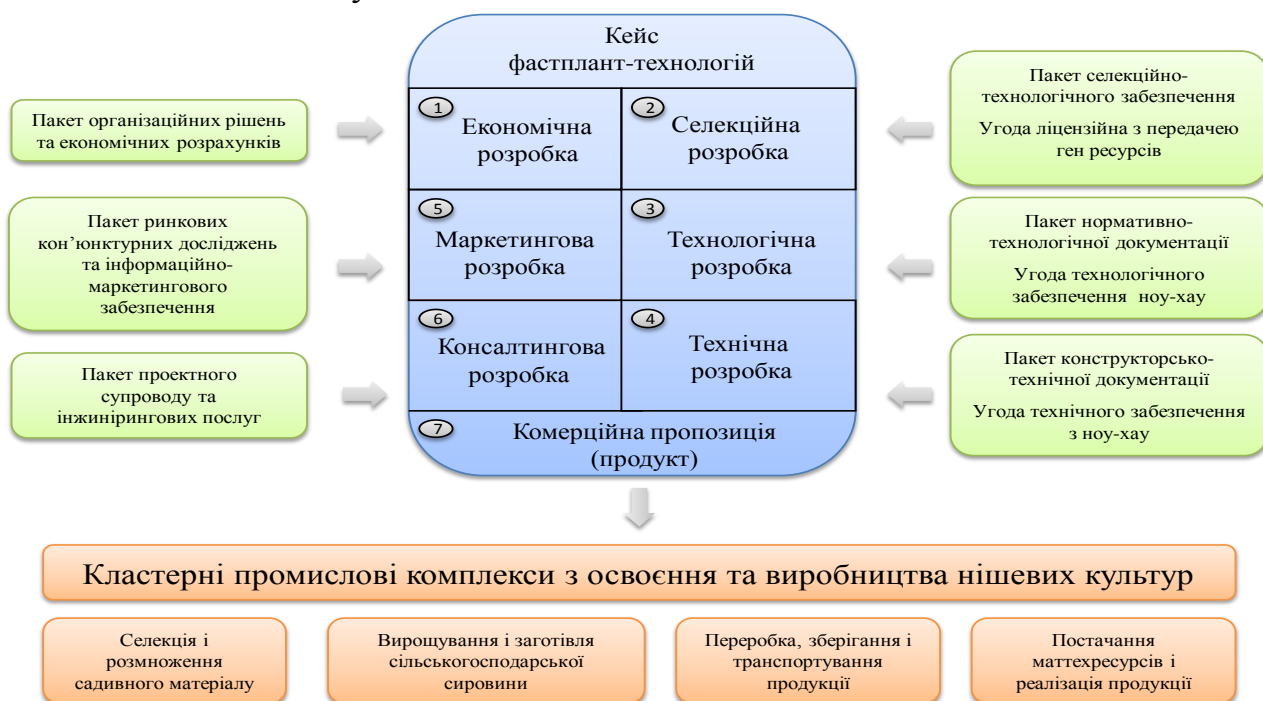 Кейс
фастплант-технологій
1
Економічна
розробка
2
Селекційна
розробка
5
Маркетингова
розробка
3
Технологічна
розробка
6
Консалтингова
розробка
4
Технічна
розробка
7
Комерційна пропозиція
(продукт)
Пакет організаційних рішень
та економічних розрахунків
Пакет ринкових
кон’юнктурних досліджень
та інформаційно-
маркетингового
забезпечення
Пакет проектного
супроводу та
інжинірингових послуг
Пакет селекційно-
технологічного забезпечення
Угода ліцензійна з передачею
ген ресурсів
Пакет нормативно-
технологічної документації
Угода технологічного
забезпечення ноу-хау
Пакет конструкторсько-
технічної документації
Угода технічного забезпечення
з ноу-хау
Кластерні промислові комплекси з освоєння та виробництва нішевих культур
Селекція і
розмноження
садивного матеріалу
Вирощування і заготівля
сільськогосподарської
сировини
Переробка, зберігання і
транспортування
продукції
Постачання
маттехресурсів і
реалізація продукції